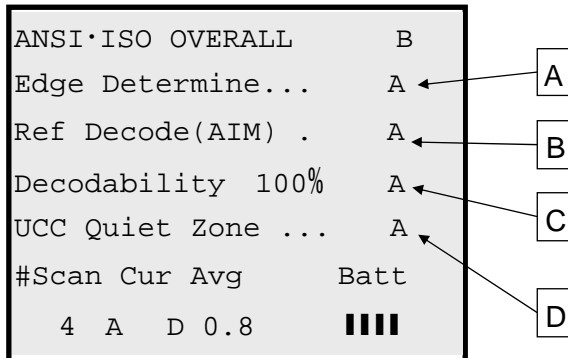 ANSI·ISO OVERALL B
Edge Determine... A
A
Ref Decode(AIM) . A
B
Decodability 100% A
C
UCC Quiet Zone ... A
#Scan Cur Avg Batt
D
4 A D 0.8